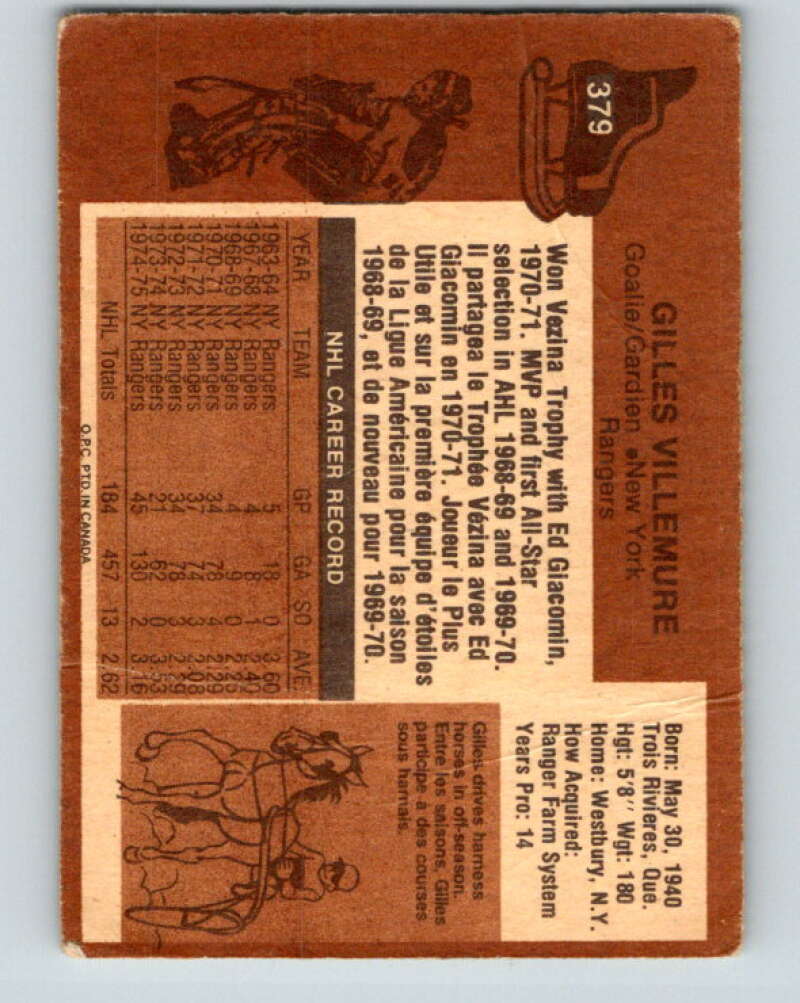 379
GILLES VILLEMURE
Goalie/Gardien •New York
Rangers
Born: May 30, 1940
Trois Rivieres, Que.
Hgt: 5'8" Wgt: 180
Home: Westbury, N.Y.
How Acquired:
Ranger Farm System
Years Pro: 14
Won Vezina Trophy with Ed Giacomin,
1970-71. MVP and first All-Star
selection in AHL 1968-69 and 1969-70.
Il partagea le Trophée Vézina avec Ed
Giacomin en 1970-71. Joueur le Plus
Utile et sur la première équipe d'étoiles
de la Ligue Américaine pour la saison
1968-69, et de nouveau pour 1969-70.
NHL CAREER RECORD
YEAR TEAM GP GA SO AVE.
1963-64 NY Rangers 5 18 0 3.60
1967-68 NY Rangers 4 8 1 2.40
1968-69 NY Rangers 4 9 0 2.26
1970-71 NY Rangers 34 78 4 2.29
1971-72 NY Rangers 37 74 3 2.08
1972-73 NY Rangers 34 78 3 2.29
1973-74 NY Rangers 21 62 0 3.53
1974-75 NY Rangers 45 130 2 3.16
NHL Totals 184 457 13 2.62
Gilles drives harness
horses in off-season.
Entre les saisons, Gilles
participe a des courses
sous harnais.
O.P.C. PTD. IN CANADA